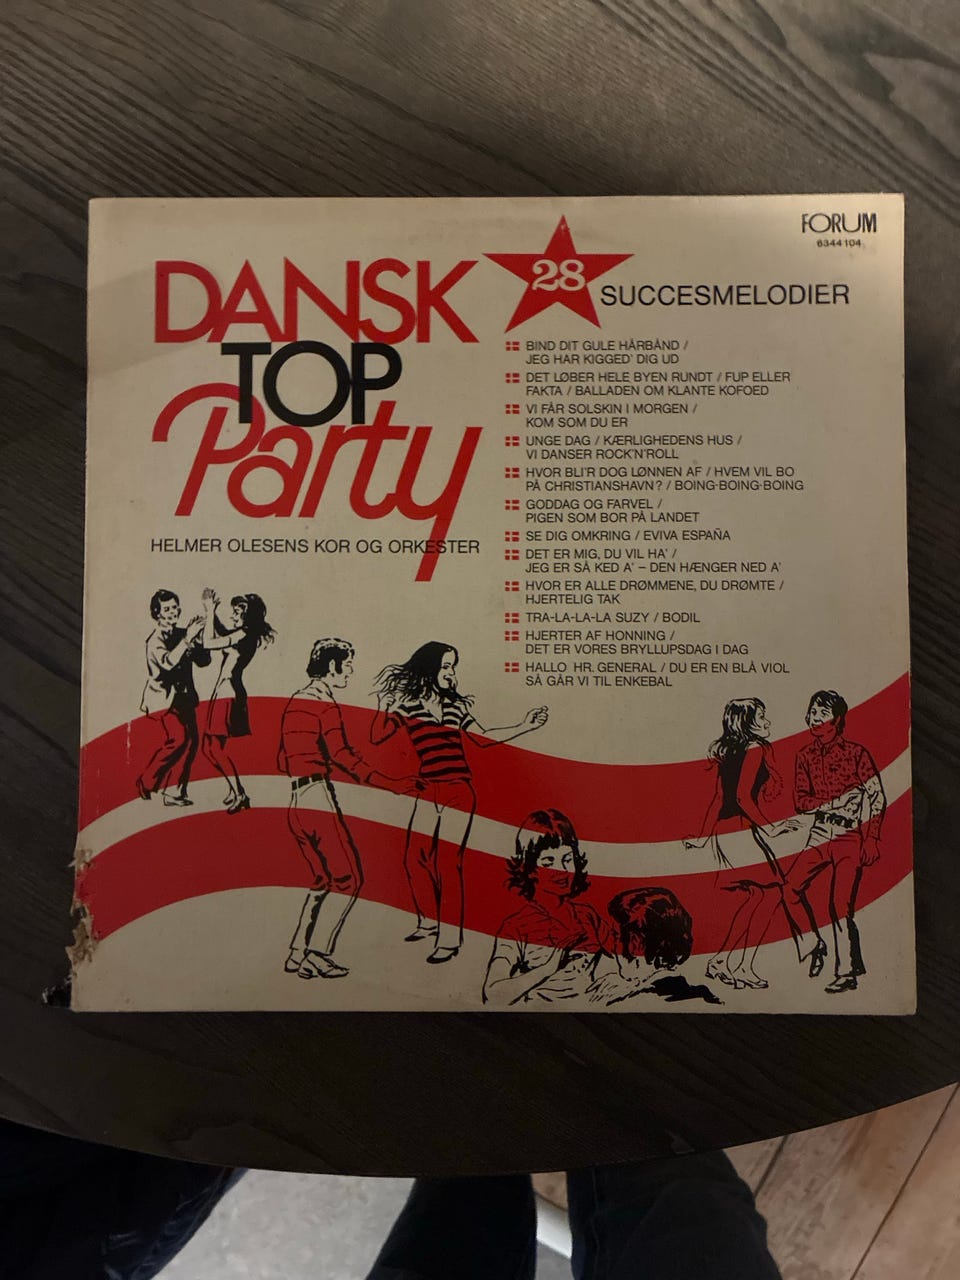 FORUM
6344 104
DANSK
TOP
Party
HELMER OLESENS KOR OG ORKESTER
28
SUCCESMELODIER
BIND DIT GULE HÅRBÅND /
JEG HAR KIGGED' DIG UD
DET LØBER HELE BYEN RUNDT / FUP ELLER
FAKTA / BALLADEN OM KLANTE KOFOED
VI FÅR SOLSKIN I MORGEN /
KOM SOM DU ER
UNGE DAG / KÆRLIGHEDENS HUS /
VI DANSER ROCK'N'ROLL
HVOR BLI'R DOG LØNNEN AF / HVEM VIL BO
PÅ CHRISTIANSHAVN? / BOING-BOING-BOING
GODDAG OG FARVEL /
PIGEN SOM BOR PÅ LANDET
SE DIG OMKRING / EVIVA ESPAÑA
DET ER MIG, DU VIL HA' /
JEG ER SÅ KED A' – DEN HÆNGER NED A'
HVOR ER ALLE DRØMMENE, DU DRØMTE /
HJERTELIG TAK
TRA-LA-LA-LA SUZY / BODIL
HJERTER AF HONNING /
DET ER VORES BRYLLUPSDAG I DAG
HALLO HR. GENERAL / DU ER EN BLÅ VIOL
SÅ GÅR VI TIL ENKEBAL